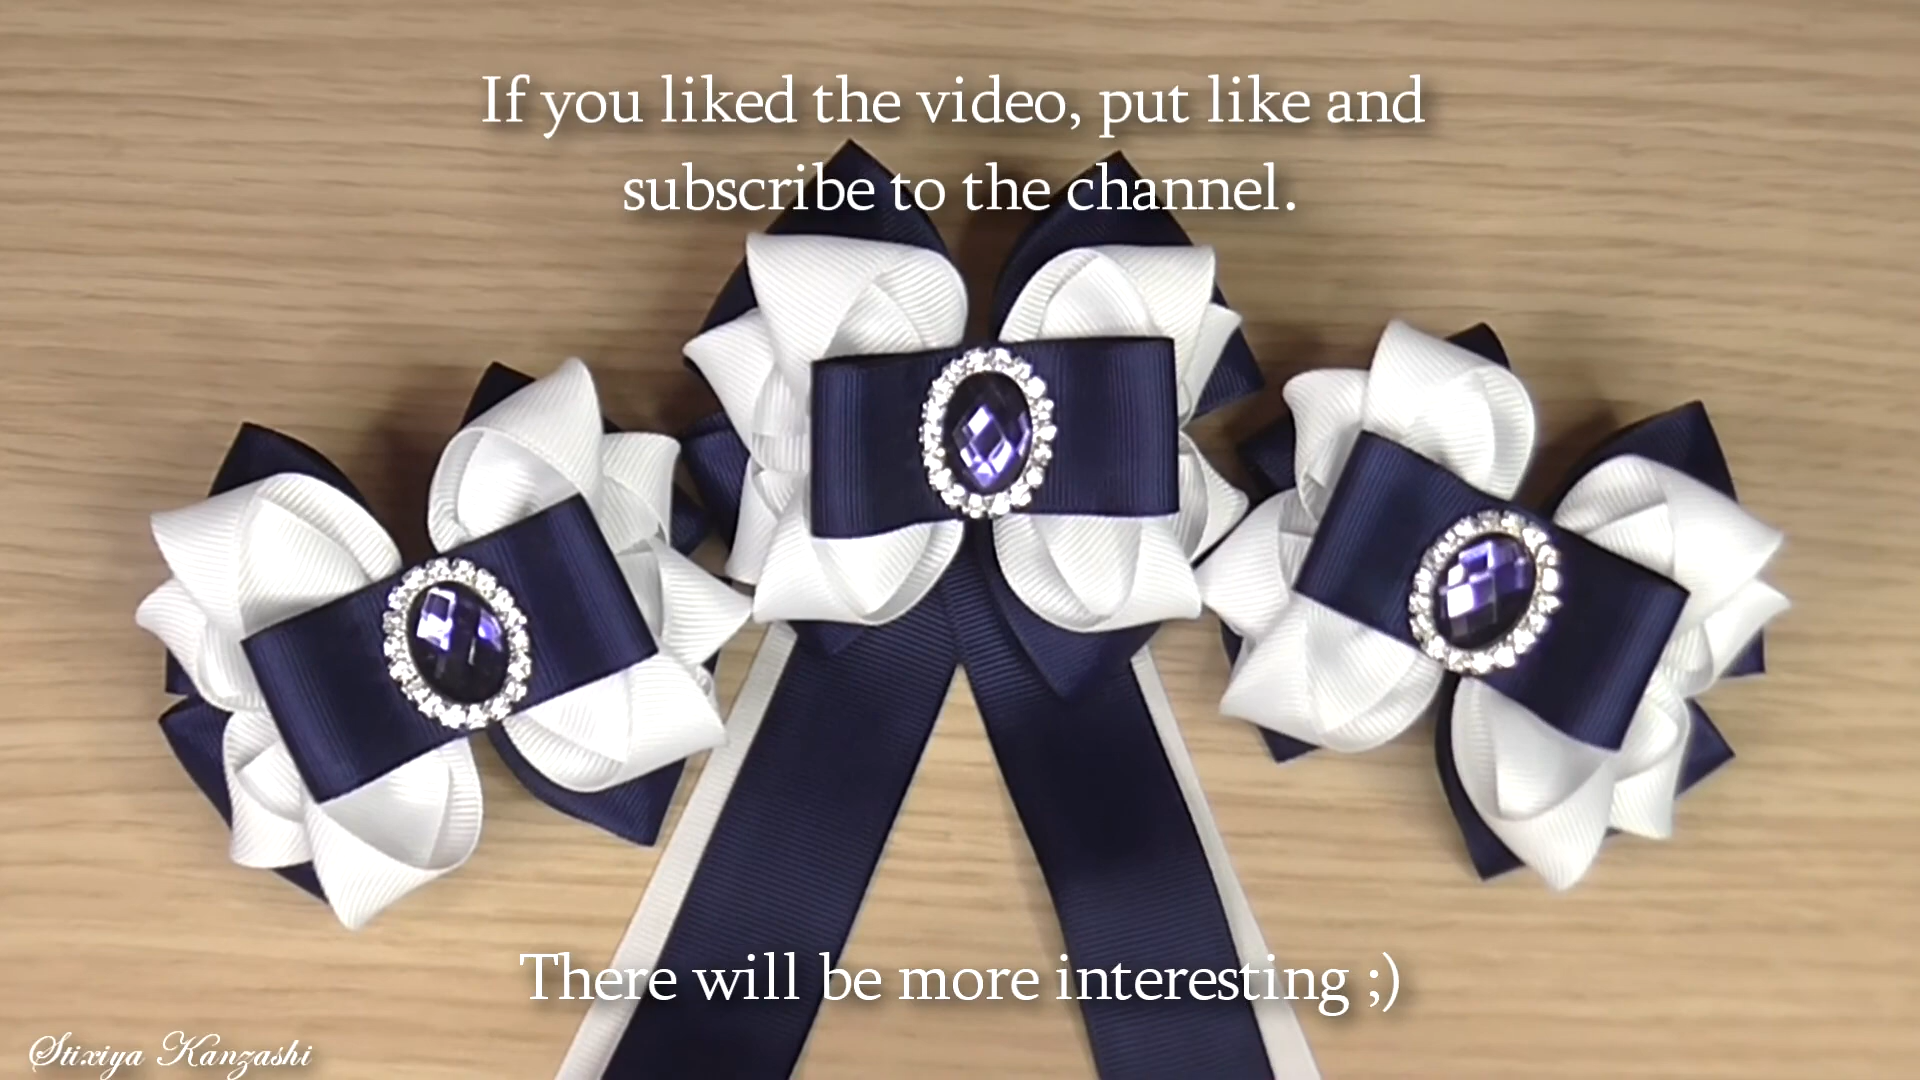 If you liked the video, put like and
subscribe to the channel.
There will be more interesting ;)
Stixiya Kanzashi